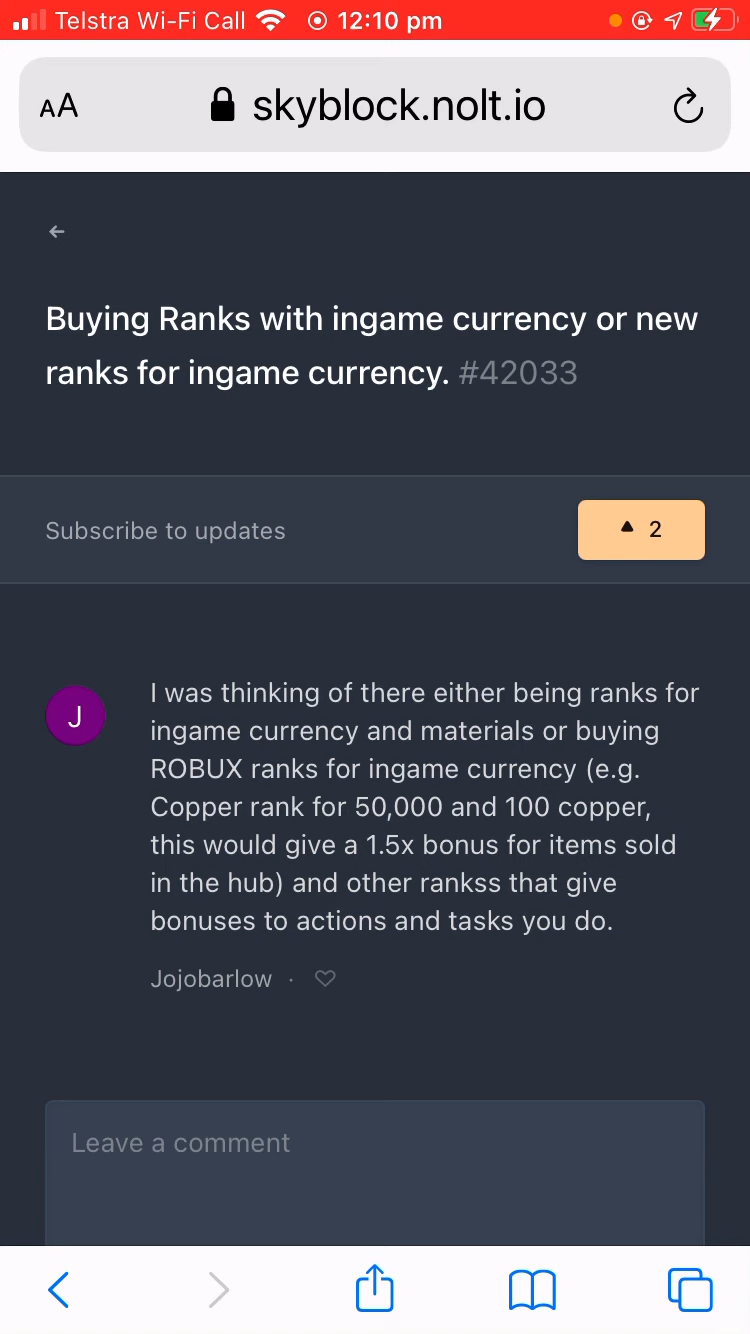 Telstra Wi-Fi Call 12:10 pm
AA skyblock.nolt.io
Buying Ranks with ingame currency or new
ranks for ingame currency. #42033
Subscribe to updates
2
J
I was thinking of there either being ranks for
ingame currency and materials or buying
ROBUX ranks for ingame currency (e.g.
Copper rank for 50,000 and 100 copper,
this would give a 1.5x bonus for items sold
in the hub) and other rankss that give
bonuses to actions and tasks you do.
Jojobarlow ·
Leave a comment